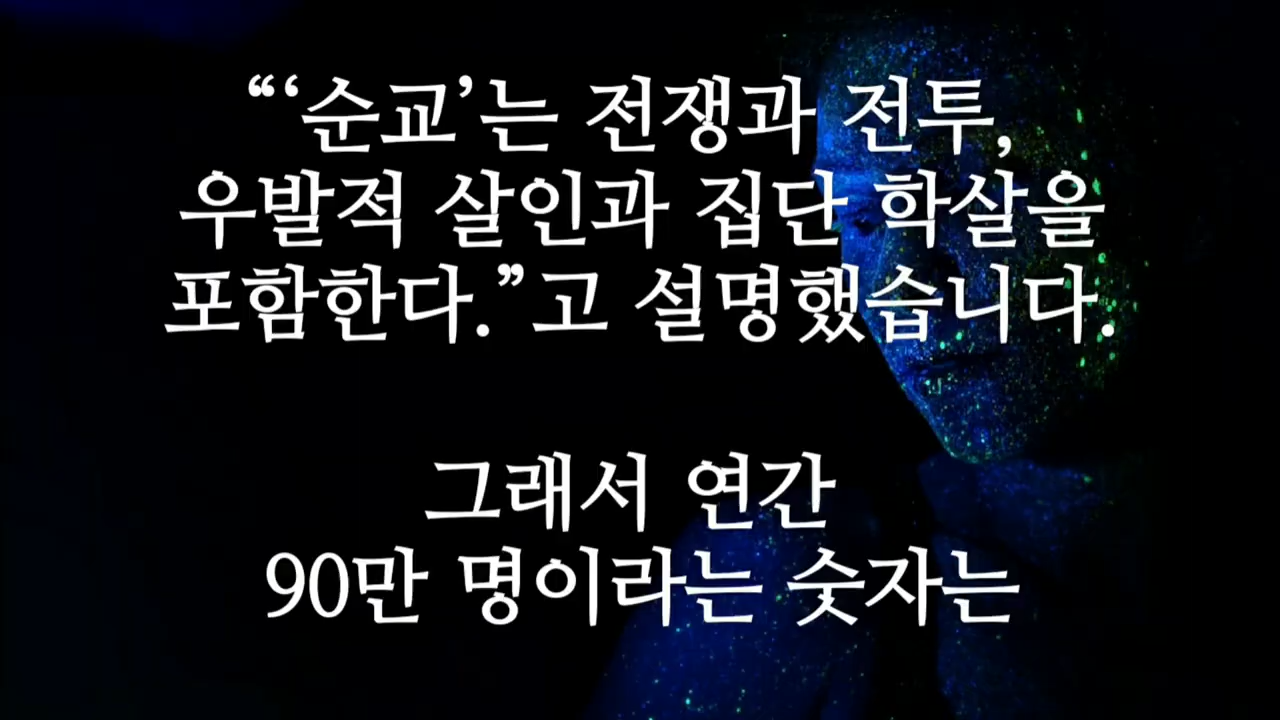 “‘순교’는 전쟁과 전투,
우발적 살인과 집단 학살을
포함한다.”고 설명했습니다.
그래서 연간
90만 명이라는 숫자는